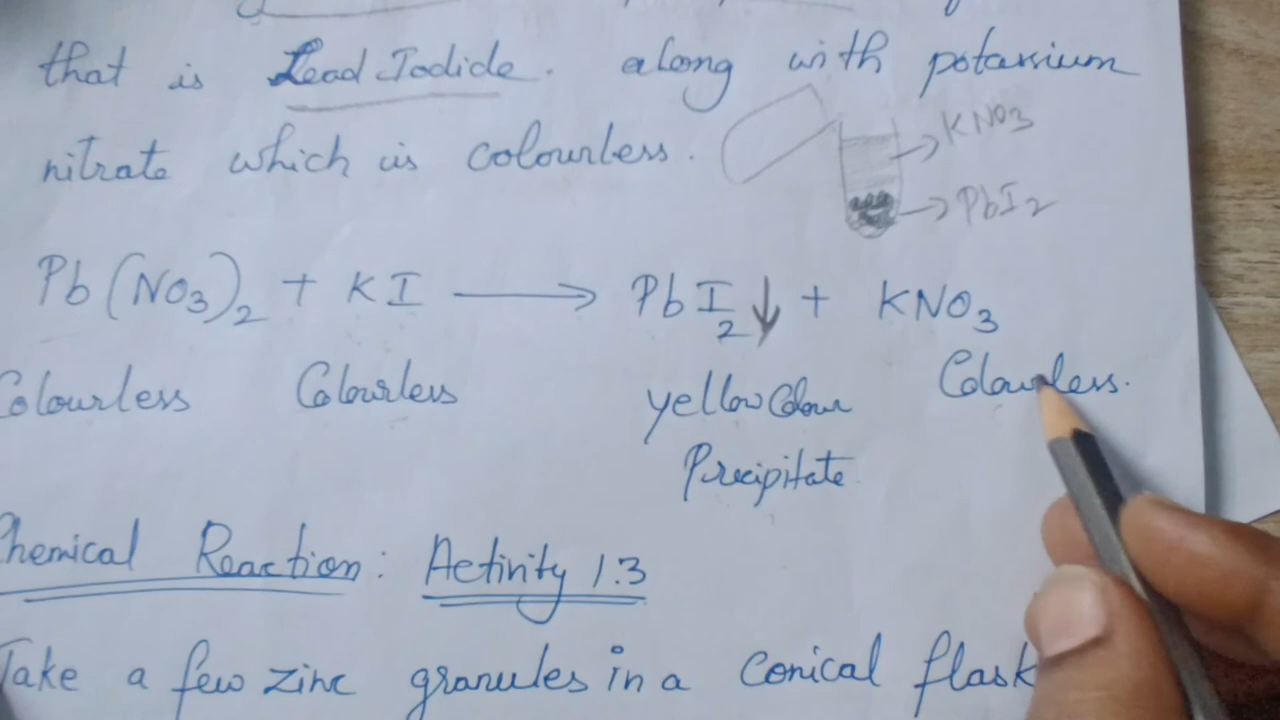 that is Lead Iodide. along with potassium
nitrate which is colourless.
KNO3
PbI2
Pb(NO3)2 + KI → PbI2↓ + KNO3
Colourless Colourless yellow Colour Colourless.
Precipitate
Chemical Reaction: Activity 1.3
Take a few zinc granules in a conical flask